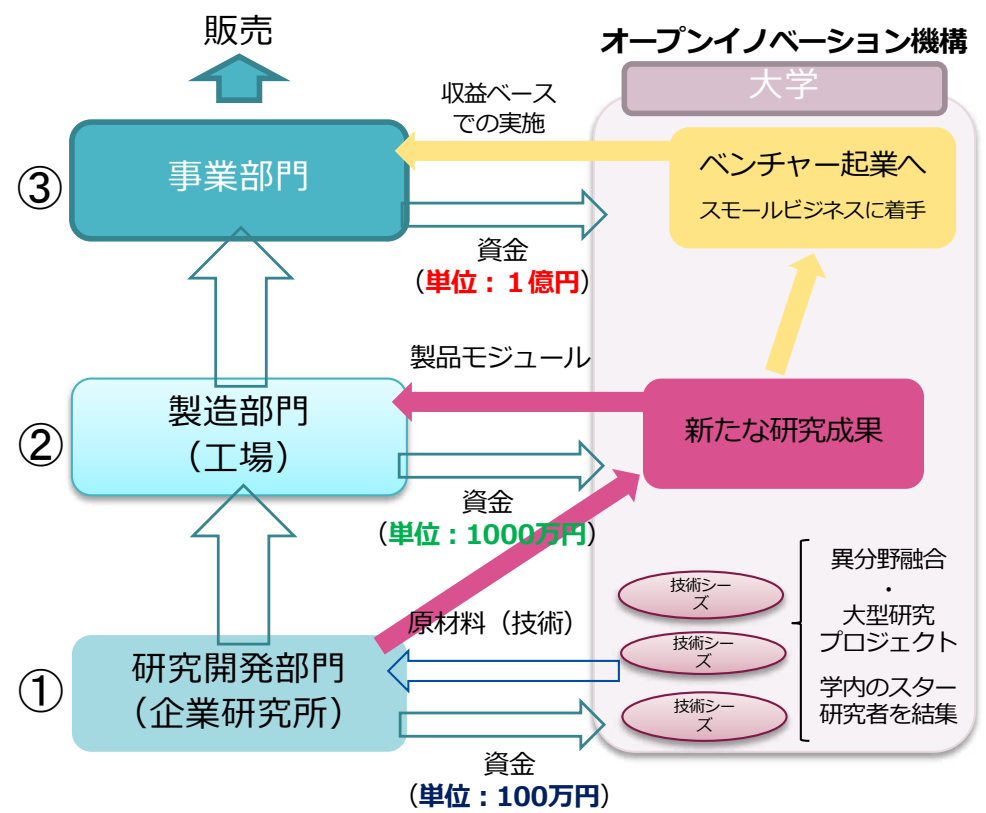 販売
オープンイノベーション機構
大学
収益ベース
での実施
③
事業部門
ベンチャー起業へ
スモールビジネスに着手
資金
（単位：１億円）
製品モジュール
②
製造部門
（工場）
新たな研究成果
資金
（単位：1000万円）
技術シー
ズ
技術シー
ズ
技術シー
ズ
異分野融合
・
大型研究
プロジェクト
学内のスター
研究者を結集
原材料（技術）
①
研究開発部門
（企業研究所）
資金
（単位：100万円）